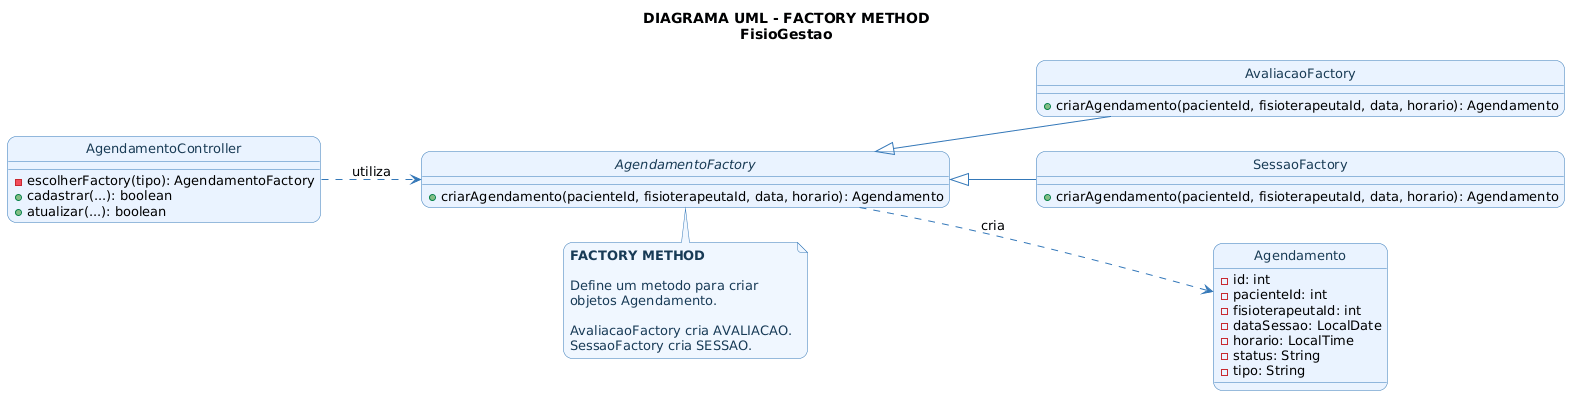 DIAGRAMA UML - FACTORY METHOD
FisioGestao
AvaliacaoFactory
criarAgendamento(pacienteId, fisioterapeutaId, data, horario): Agendamento
AgendamentoController
escolherFactory(tipo): AgendamentoFactory
cadastrar(...): boolean
atualizar(...): boolean
utiliza
AgendamentoFactory
criarAgendamento(pacienteId, fisioterapeutaId, data, horario): Agendamento
SessaoFactory
criarAgendamento(pacienteId, fisioterapeutaId, data, horario): Agendamento
cria
FACTORY METHOD
Define um metodo para criar
objetos Agendamento.
AvaliacaoFactory cria AVALIACAO.
SessaoFactory cria SESSAO.
Agendamento
id: int
pacienteId: int
fisioterapeutaId: int
dataSessao: LocalDate
horario: LocalTime
status: String
tipo: String